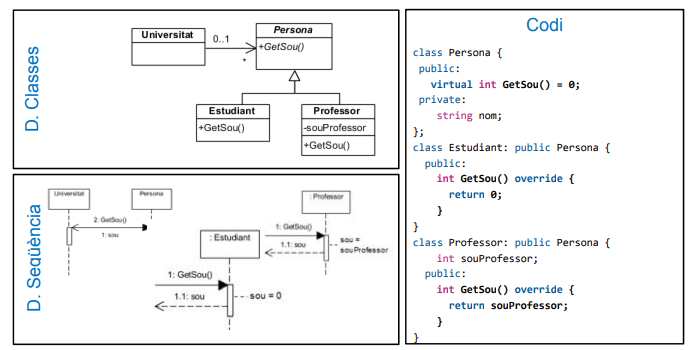 D. Classes
Universitat
0..1
*
Persona
+GetSou()
Estudiant
+GetSou()
Professor
-souProfessor
+GetSou()
D. Seqüència
Universitat
Persona
2: GetSou()
1: sou
: Estudiant
1: GetSou()
1.1: sou
sou = 0
: Professor
1: GetSou()
1.1: sou
sou =
souProfessor
Codi
class Persona {
public:
virtual int GetSou() = 0;
private:
string nom;
};
class Estudiant: public Persona {
public:
int GetSou() override {
return 0;
}
}
class Professor: public Persona {
int souProfessor;
public:
int GetSou() override {
return souProfessor;
}
}